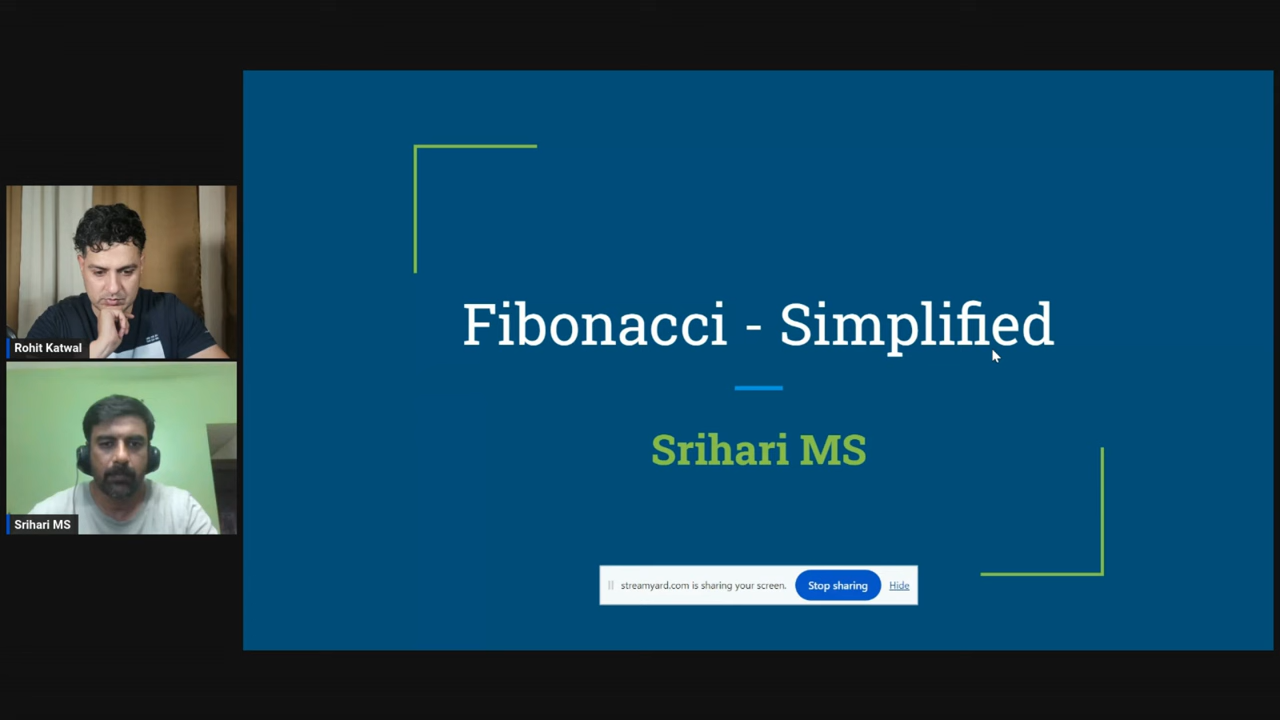 Rohit Katwal
Srihari MS
Fibonacci - Simplified
Srihari MS
streamyard.com is sharing your screen.
Stop sharing
Hide